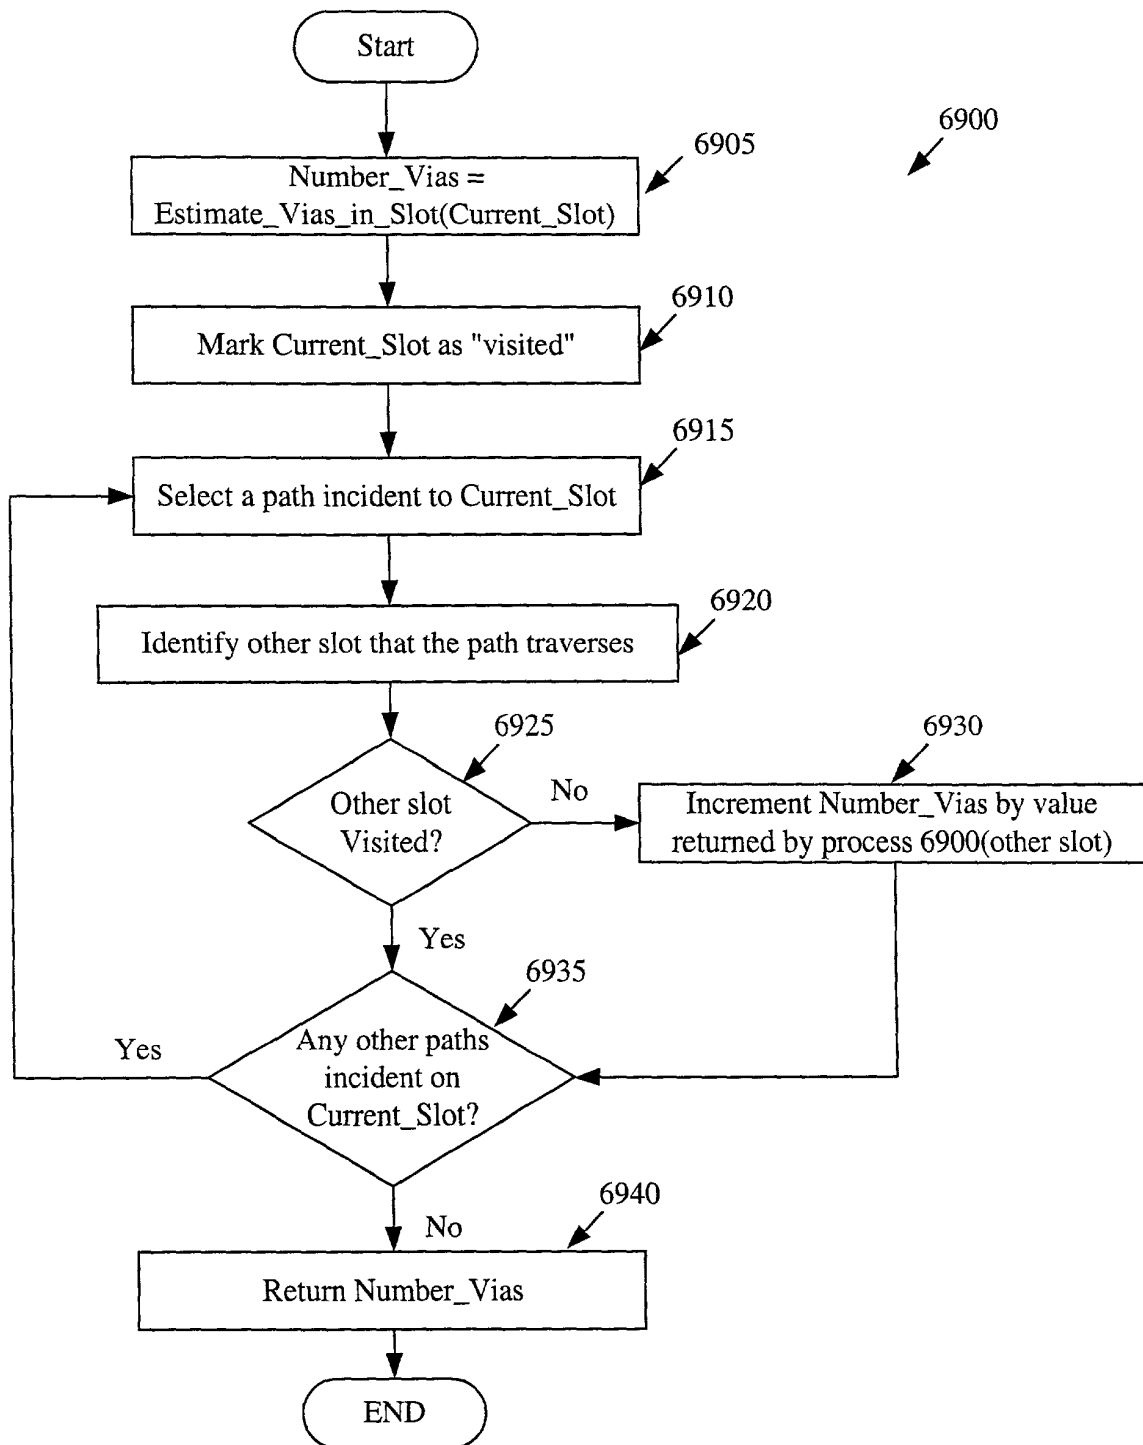 Start
6900
6905
Number_Vias =
Estimate_Vias_in_Slot(Current_Slot)
6910
Mark Current_Slot as "visited"
6915
Select a path incident to Current_Slot
6920
Identify other slot that the path traverses
6925
Other slot
Visited?
No
6930
Increment Number_Vias by value
returned by process 6900(other slot)
Yes
6935
Any other paths
incident on
Current_Slot?
Yes
No
6940
Return Number_Vias
END